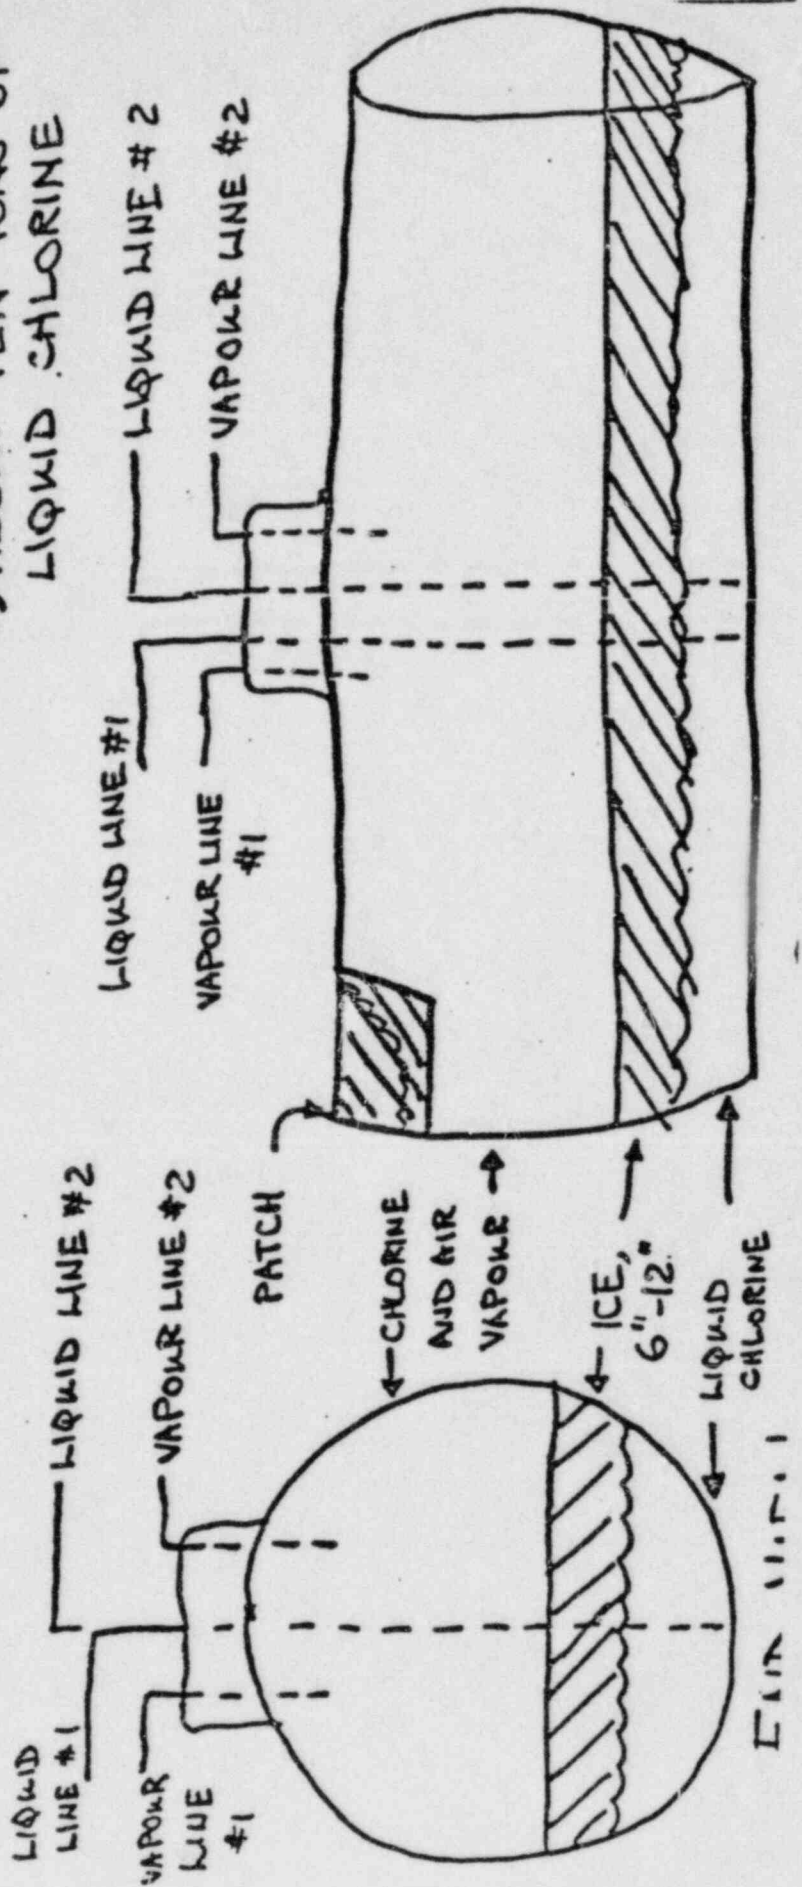 LIQUID CHLORINE
LIQUID LINE #2
VAPOUR LINE #2
LIQUID LINE #1
VAPOUR LINE
#1
PATCH
LIQUID LINE #2
VAPOUR LINE #2
LIQUID
LINE #1
VAPOUR
LINE
#1
CHLORINE
AND AIR
VAPOUR
ICE,
6"-12"
LIQUID
CHLORINE